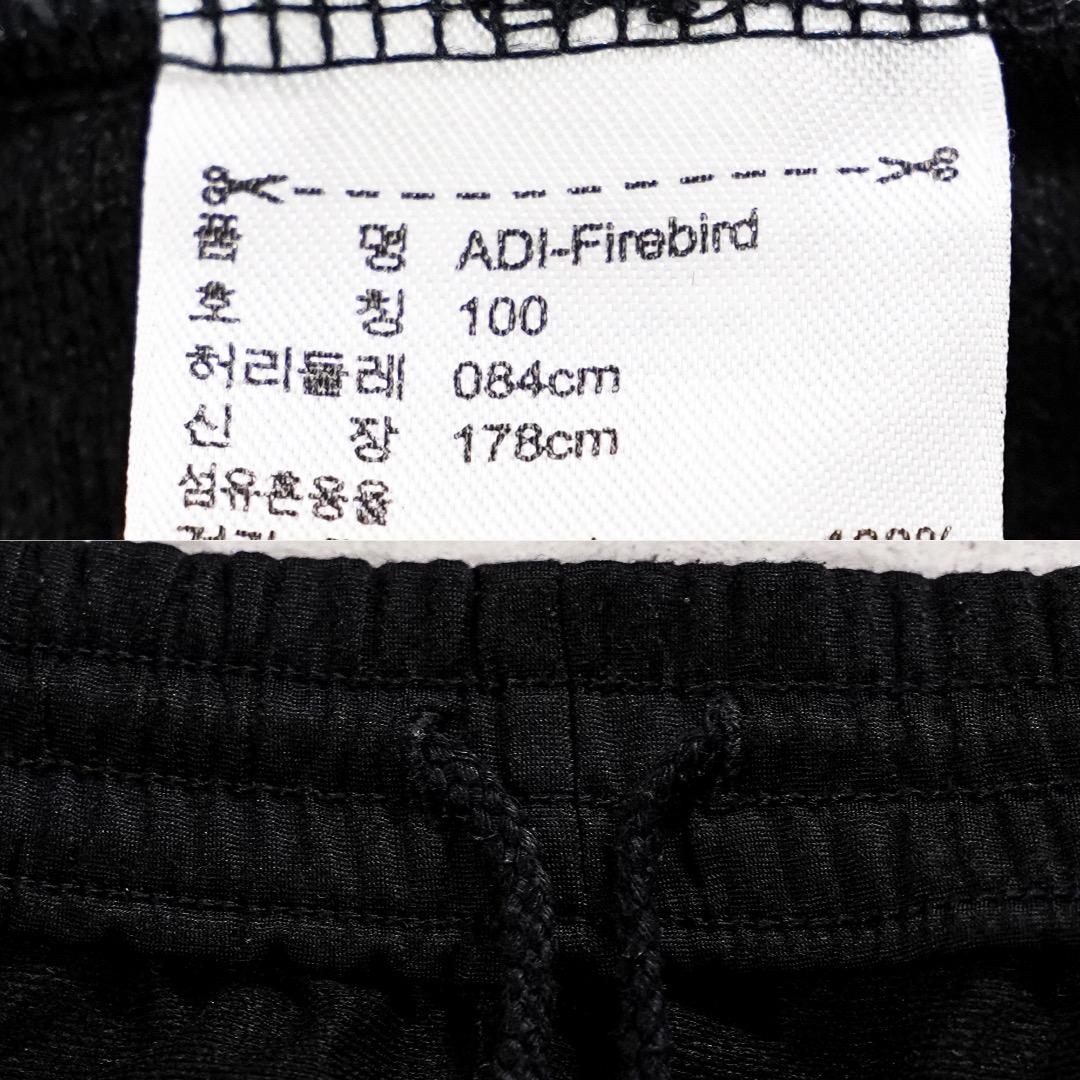 품 명 ADI-Firebird
호 칭 100
허리둘레 084cm
신 장 178cm
섬유혼용율
100%